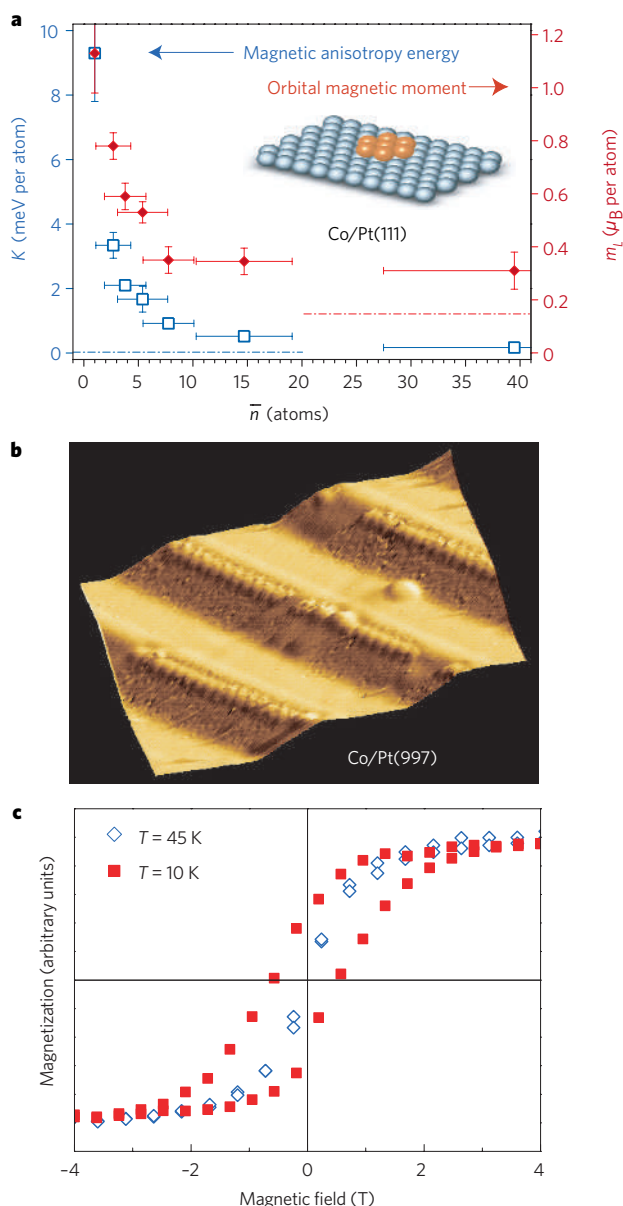 a
10
8
6
4
2
0
K (meV per atom)
Magnetic anisotropy energy
Orbital magnetic moment
Co/Pt(111)
1.2
1.0
0.8
0.6
0.4
0.2
0
m_L (μ_B per atom)
0 5 10 15 20 25 30 35 40
n̅ (atoms)
b
Co/Pt(997)
c
T = 45 K
T = 10 K
Magnetization (arbitrary units)
–4 –2 0 2 4
Magnetic field (T)